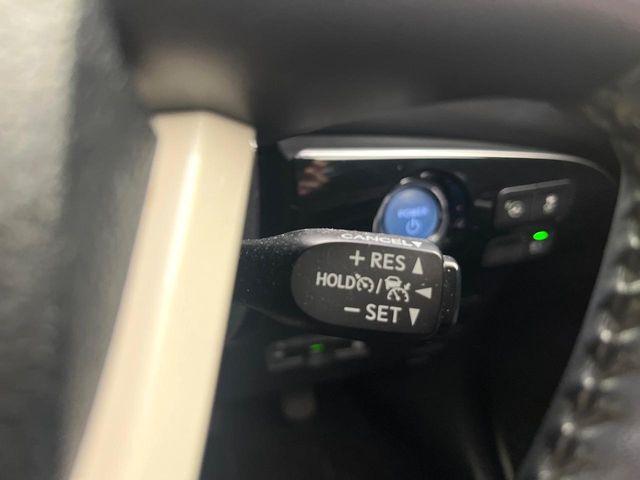 POWER
CANCEL▼
+ RES ▲
HOLD / ◀
− SET ▼